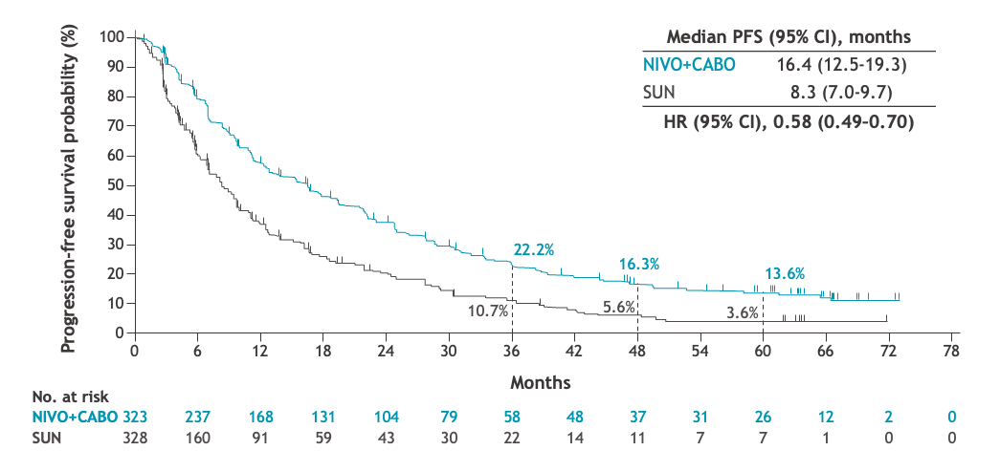 Median PFS (95% CI), months
NIVO+CABO 16.4 (12.5-19.3)
SUN 8.3 (7.0-9.7)
HR (95% CI), 0.58 (0.49-0.70)
Progression-free survival probability (%)
100
90
80
70
60
50
40
30
20
10
0
22.2%
16.3%
13.6%
10.7%
5.6%
3.6%
0 6 12 18 24 30 36 42 48 54 60 66 72 78
Months
No. at risk
NIVO+CABO 323 237 168 131 104 79 58 48 37 31 26 12 2 0
SUN 328 160 91 59 43 30 22 14 11 7 7 1 0 0